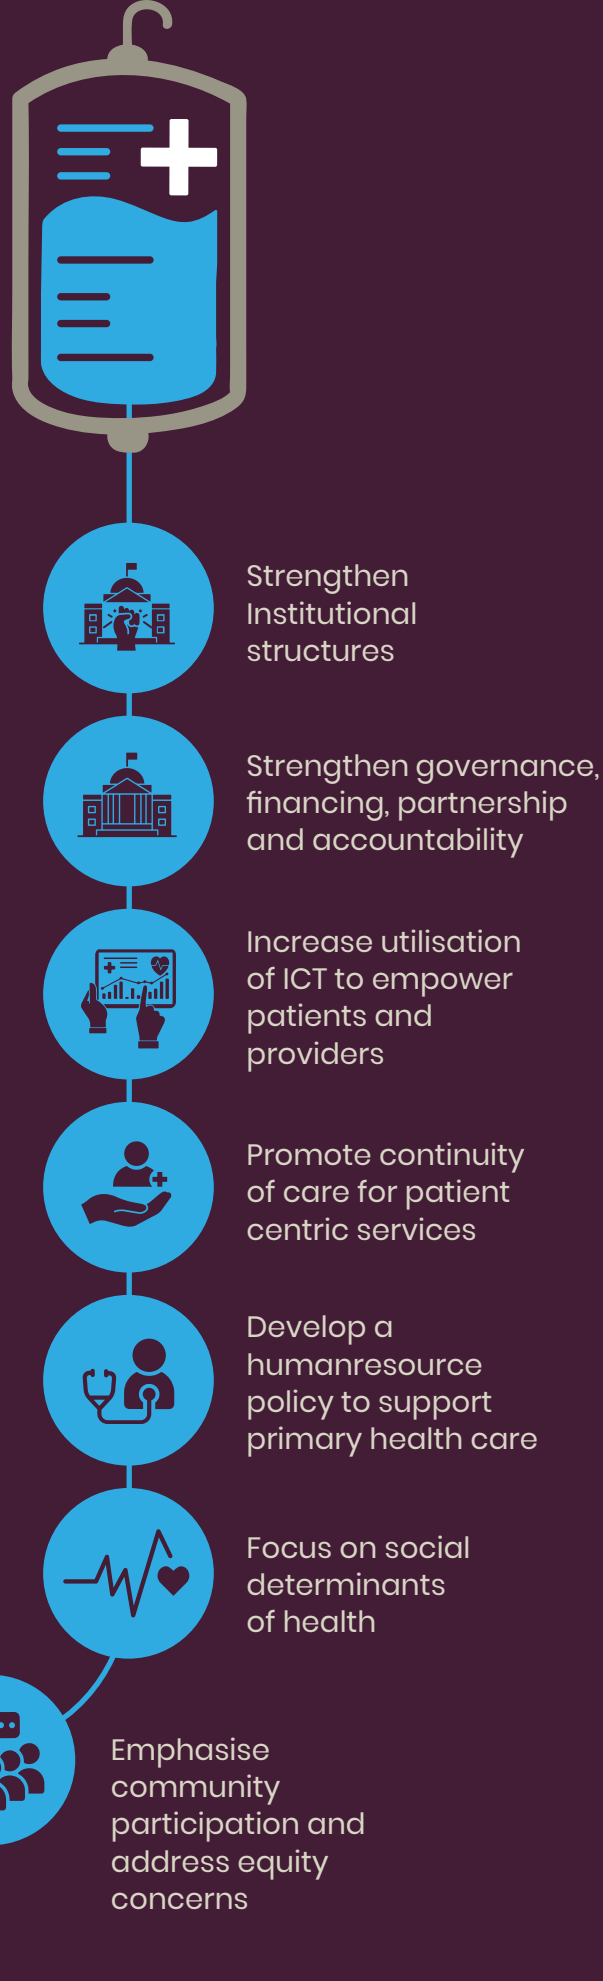 Strengthen
Institutional
structures
Strengthen governance,
financing, partnership
and accountability
Increase utilisation
of ICT to empower
patients and
providers
Promote continuity
of care for patient
centric services
Develop a
humanresource
policy to support
primary health care
Focus on social
determinants
of health
Emphasise
community
participation and
address equity
concerns